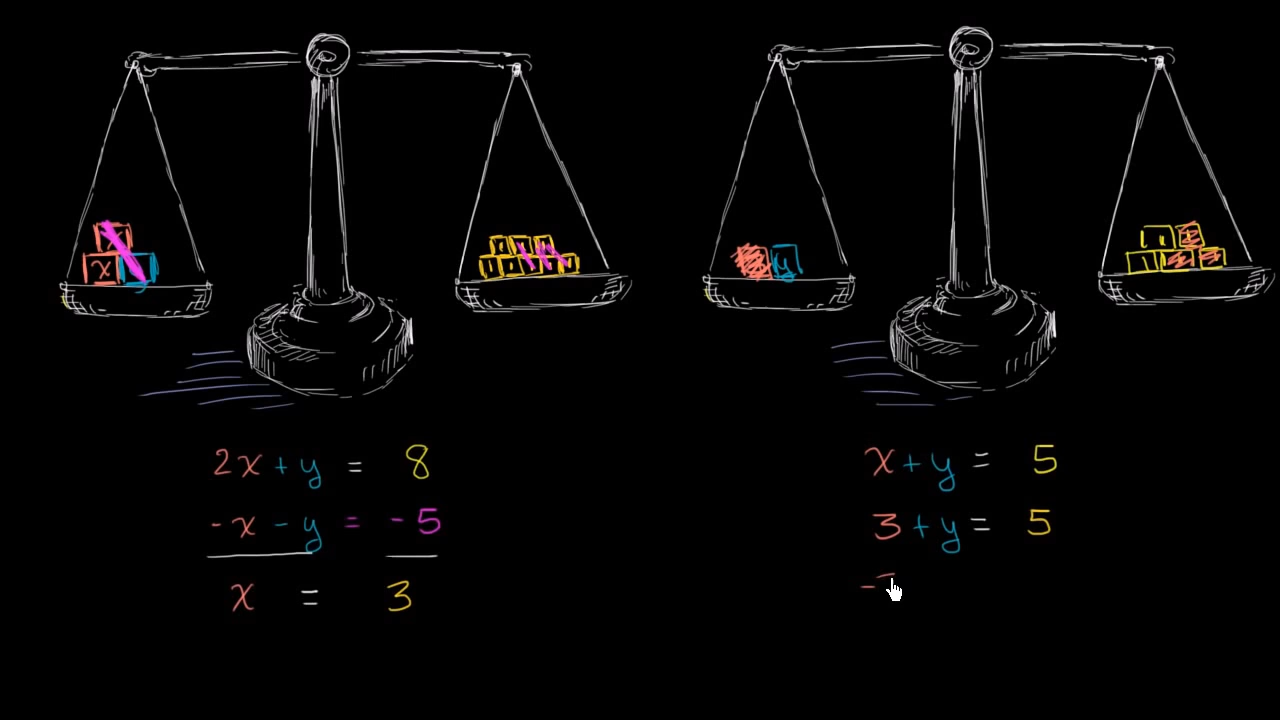 2x + y = 8
-x - y = -5
x = 3
x + y = 5
3 + y = 5
-
x
y